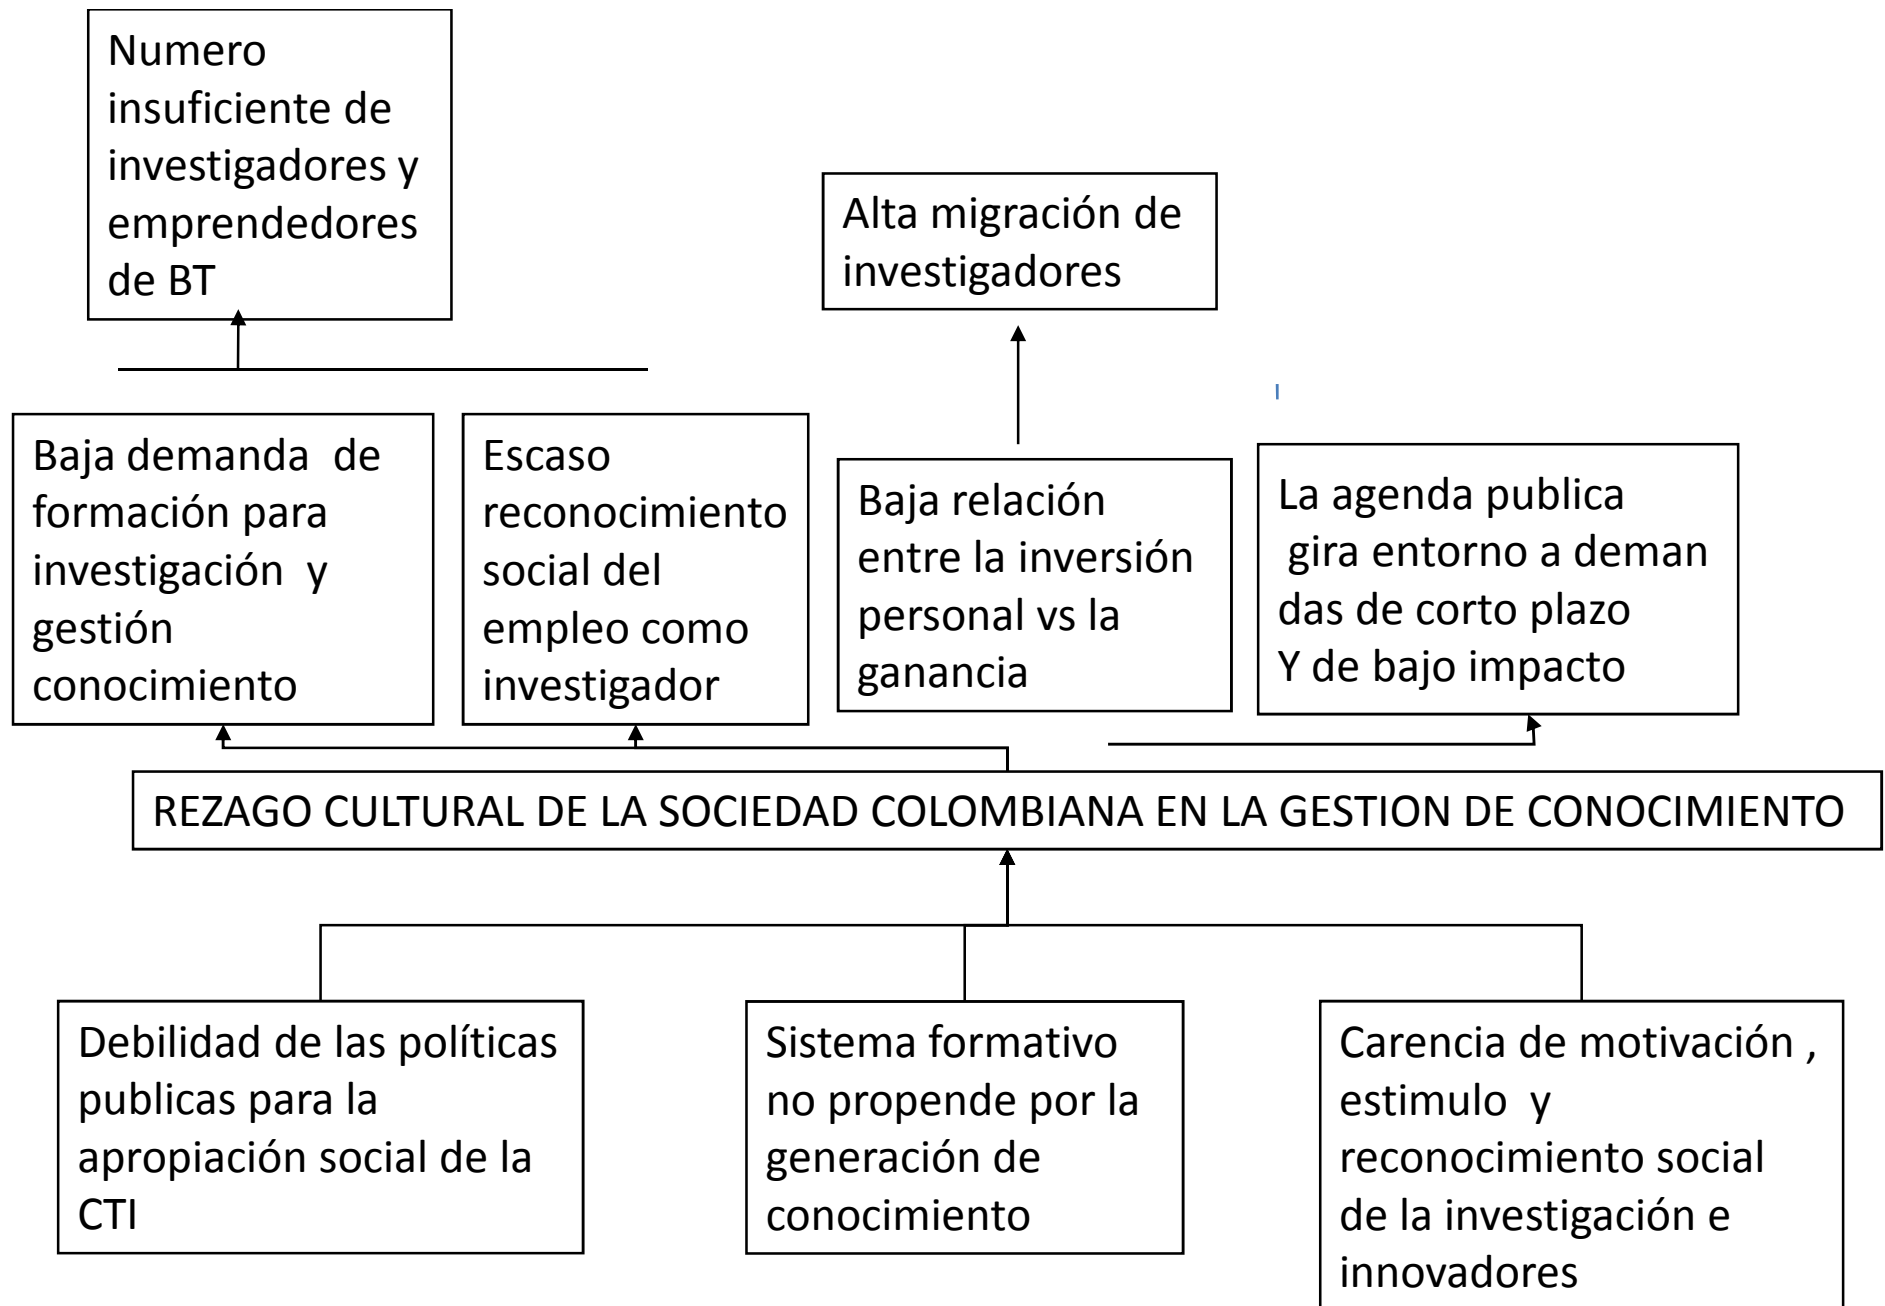 Numero
insuficiente de
investigadores y
emprendedores
de BT
Alta migración de
investigadores
Baja demanda de
formación para
investigación y
gestión
conocimiento
Escaso
reconocimiento
social del
empleo como
investigador
Baja relación
entre la inversión
personal vs la
ganancia
La agenda publica
gira entorno a deman
das de corto plazo
Y de bajo impacto
REZAGO CULTURAL DE LA SOCIEDAD COLOMBIANA EN LA GESTION DE CONOCIMIENTO
Debilidad de las políticas
publicas para la
apropiación social de la
CTI
Sistema formativo
no propende por la
generación de
conocimiento
Carencia de motivación ,
estimulo y
reconocimiento social
de la investigación e
innovadores